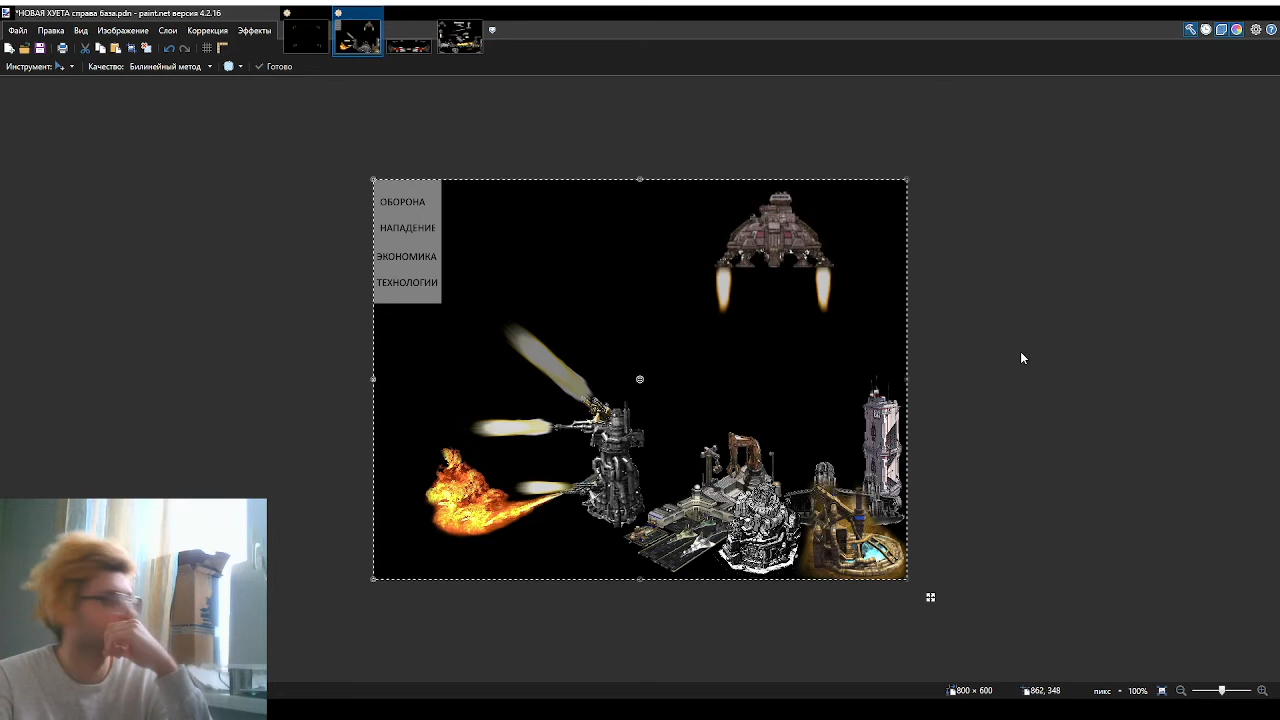 *НОВАЯ ХУЕТА справа база.pdn - paint.net версия 4.2.16
Файл Правка Вид Изображение Слои Коррекция Эффекты
Инструмент: Качество: Билинейный метод Готово
ОБОРОНА
НАПАДЕНИЕ
ЭКОНОМИКА
ТЕХНОЛОГИИ
800 × 600 862, 348 пикс 100%